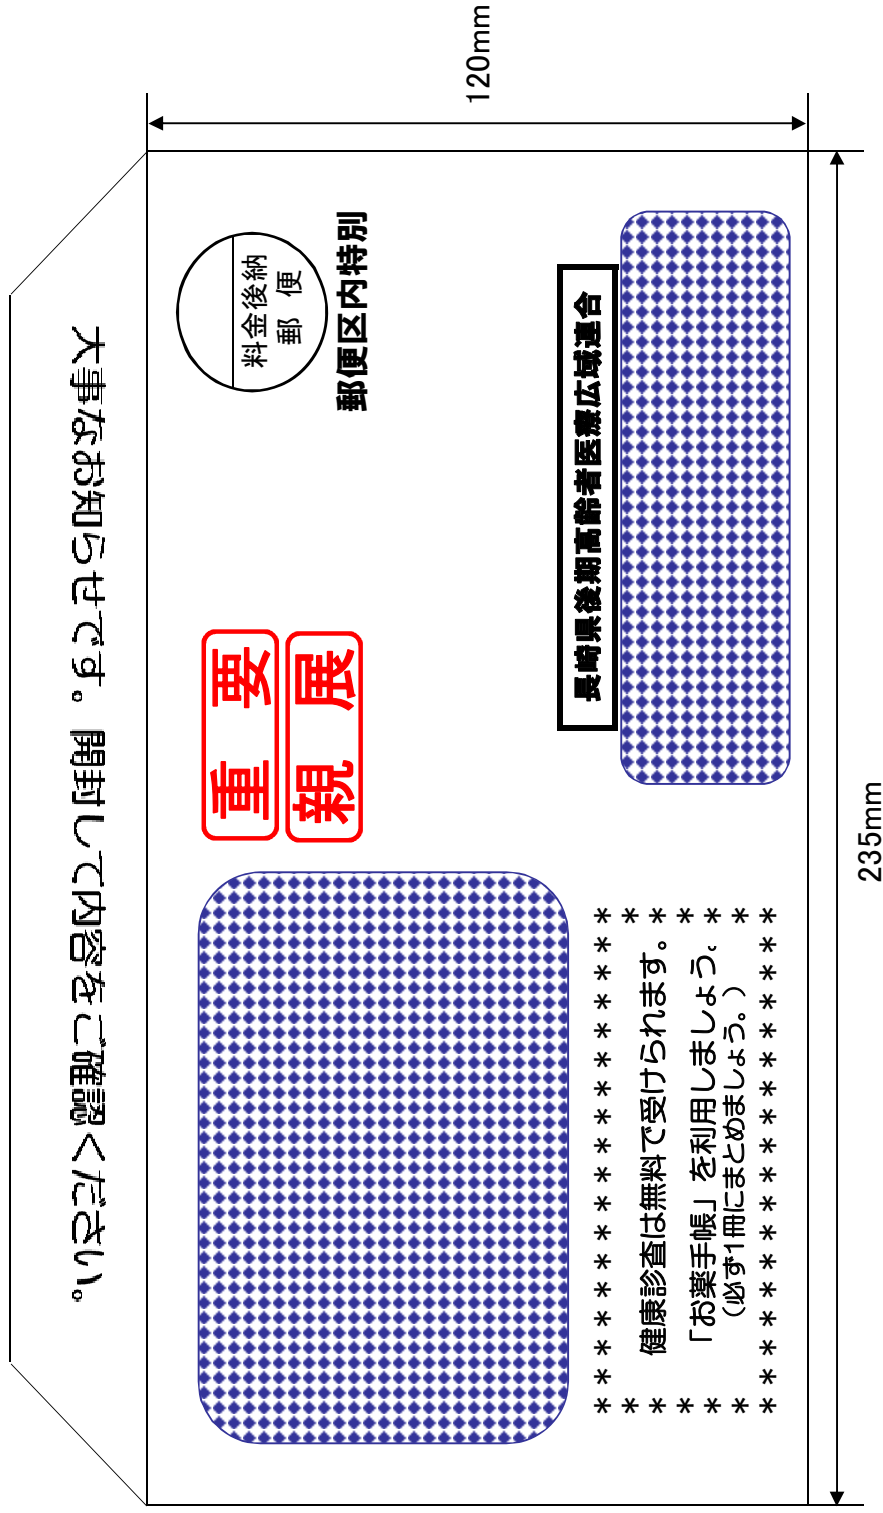 大事なお知らせです。開封して内容をご確認ください。
料金後納
郵便
郵便区内特別
重要
親展
長崎県後期高齢者医療広域連合
＊＊＊＊＊＊＊＊＊＊＊＊＊＊＊＊＊＊
＊ 健康診査は無料で受けられます。 ＊
＊ 「お薬手帳」を利用しましょう。 ＊
＊ （必ず1冊にまとめましょう。） ＊
＊＊＊＊＊＊＊＊＊＊＊＊＊＊＊＊＊＊
120mm
235mm